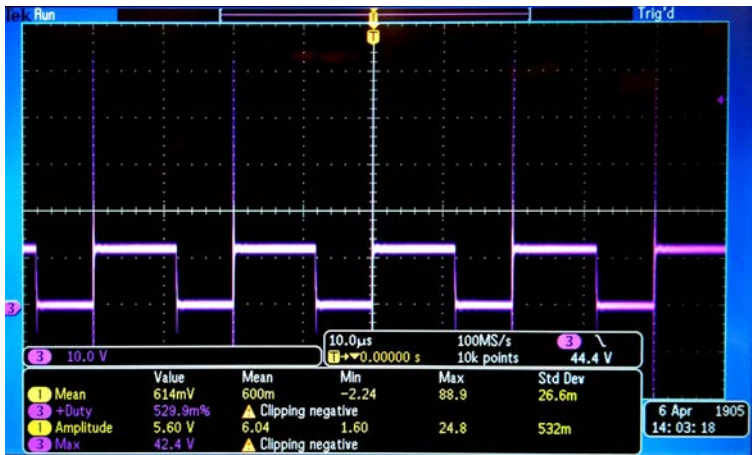 Tek Run Trig'd
T
T
3
3 10.0 V
10.0µs 100MS/s 3
T→▼0.00000 s 10k points 44.4 V
Value Mean Min Max Std Dev
1 Mean 614mV 600m −2.24 88.9 26.6m
3 +Duty 529.9m% Clipping negative
1 Amplitude 5.60 V 6.04 1.60 24.8 532m
3 Max 42.4 V Clipping negative
6 Apr 1905
14:03:18